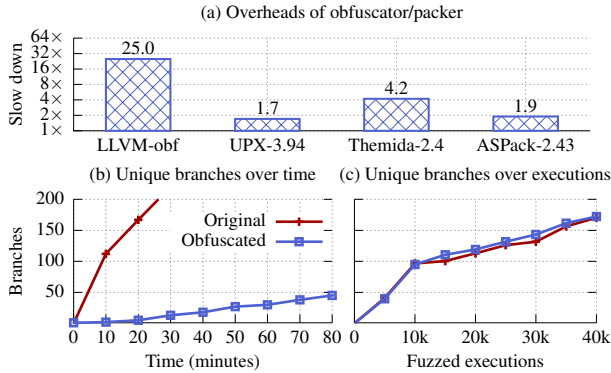 (a) Overheads of obfuscator/packer
Slow down
64×
32×
16×
8×
4×
2×
1×
25.0
1.7
4.2
1.9
LLVM-obf UPX-3.94 Themida-2.4 ASPack-2.43
(b) Unique branches over time
Branches
200
150
100
50
Original
Obfuscated
0 10 20 30 40 50 60 70 80
Time (minutes)
(c) Unique branches over executions
0 10k 20k 30k 40k
Fuzzed executions